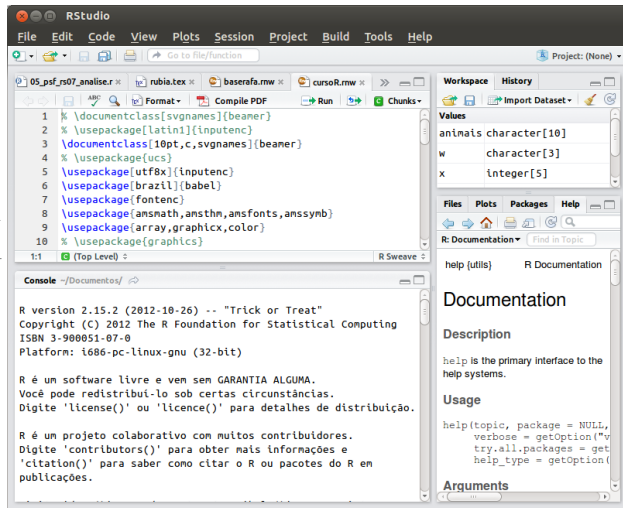 RStudio
File Edit Code View Plots Session Project Build Tools Help
Go to file/function
Project: (None)
05_psf_rs07_analise.r
rubia.tex
baserafa.rnw
cursoR.rnw
ABC
Format
Compile PDF
Run
Chunks
1 % \documentclass[svgnames]{beamer}
2 % \usepackage[latin1]{inputenc}
3 \documentclass[10pt,c,svgnames]{beamer}
4 % \usepackage{ucs}
5 \usepackage[utf8x]{inputenc}
6 \usepackage[brazil]{babel}
7 \usepackage{fontenc}
8 \usepackage{amsmath,amsthm,amsfonts,amssymb}
9 \usepackage{array,graphicx,color}
10 % \usepackage{graphics}
1:1 (Top Level) R Sweave
Console ~/Documentos/
R version 2.15.2 (2012-10-26) -- "Trick or Treat"
Copyright (C) 2012 The R Foundation for Statistical Computing
ISBN 3-900051-07-0
Platform: i686-pc-linux-gnu (32-bit)
R é um software livre e vem sem GARANTIA ALGUMA.
Você pode redistribuí-lo sob certas circunstâncias.
Digite 'license()' ou 'licence()' para detalhes de distribuição.
R é um projeto colaborativo com muitos contribuidores.
Digite 'contributors()' para obter mais informações e
'citation()' para saber como citar o R ou pacotes do R em
publicações.
Workspace History
Import Dataset
Values
animais character[10]
w character[3]
x integer[5]
Files Plots Packages Help
R: Documentation Find in Topic
help {utils} R Documentation
Documentation
Description
help is the primary interface to the
help systems.
Usage
help(topic, package = NULL,
verbose = getOption("v
try.all.packages = get
help_type = getOption(
Arguments